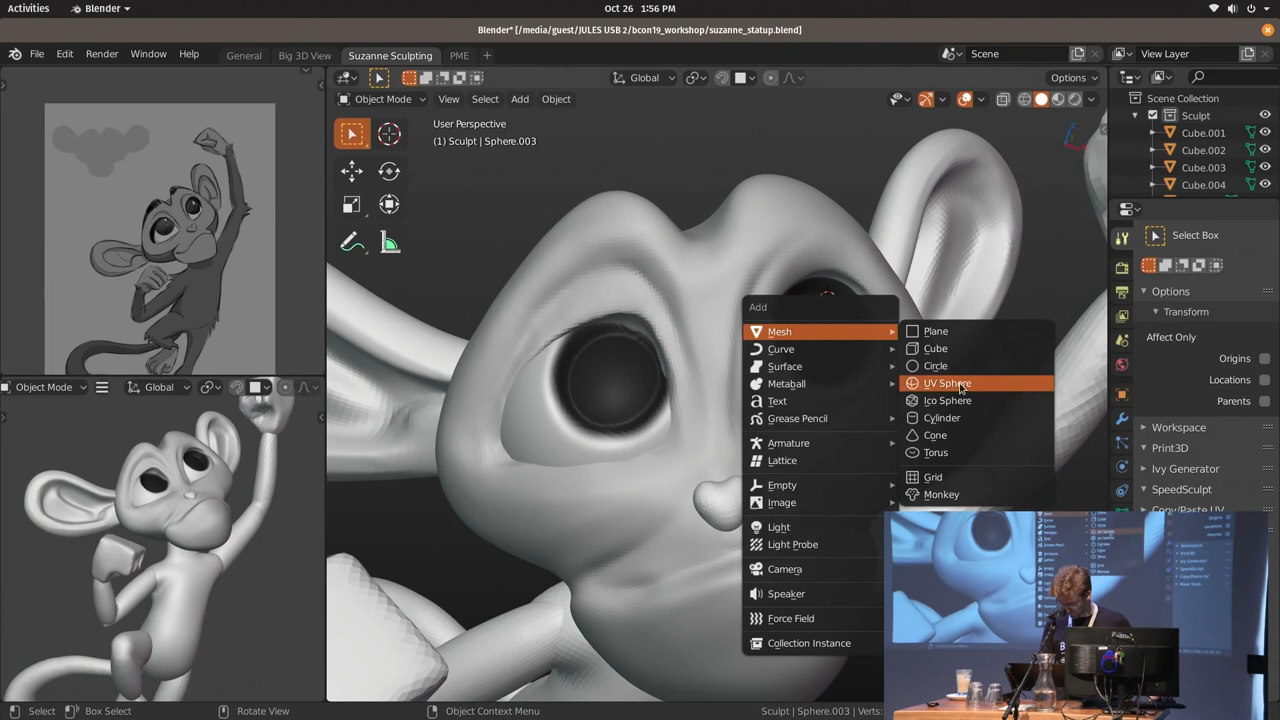 Activities
Blender
Oct 26 1:56 PM
Blender* [/media/guest/JULES USB 2/bcon19_workshop/suzanne_statup.blend]
File Edit Render Window Help
General Big 3D View Suzanne Sculpting PME +
Scene
View Layer
Global
Options
Object Mode View Select Add Object
User Perspective
(1) Sculpt | Sphere.003
Scene Collection
Sculpt
Cube.001
Cube.002
Cube.003
Cube.004
Select Box
Options
Transform
Affect Only
Origins
Locations
Parents
Workspace
Print3D
Ivy Generator
SpeedSculpt
Copy/Paste UV
Add
Mesh
Curve
Surface
Metaball
Text
Grease Pencil
Armature
Lattice
Empty
Image
Light
Light Probe
Camera
Speaker
Force Field
Collection Instance
Plane
Cube
Circle
UV Sphere
Ico Sphere
Cylinder
Cone
Torus
Grid
Monkey
Object Mode
Global
Select
Box Select
Rotate View
Object Context Menu
Sculpt | Sphere.003 | Verts: